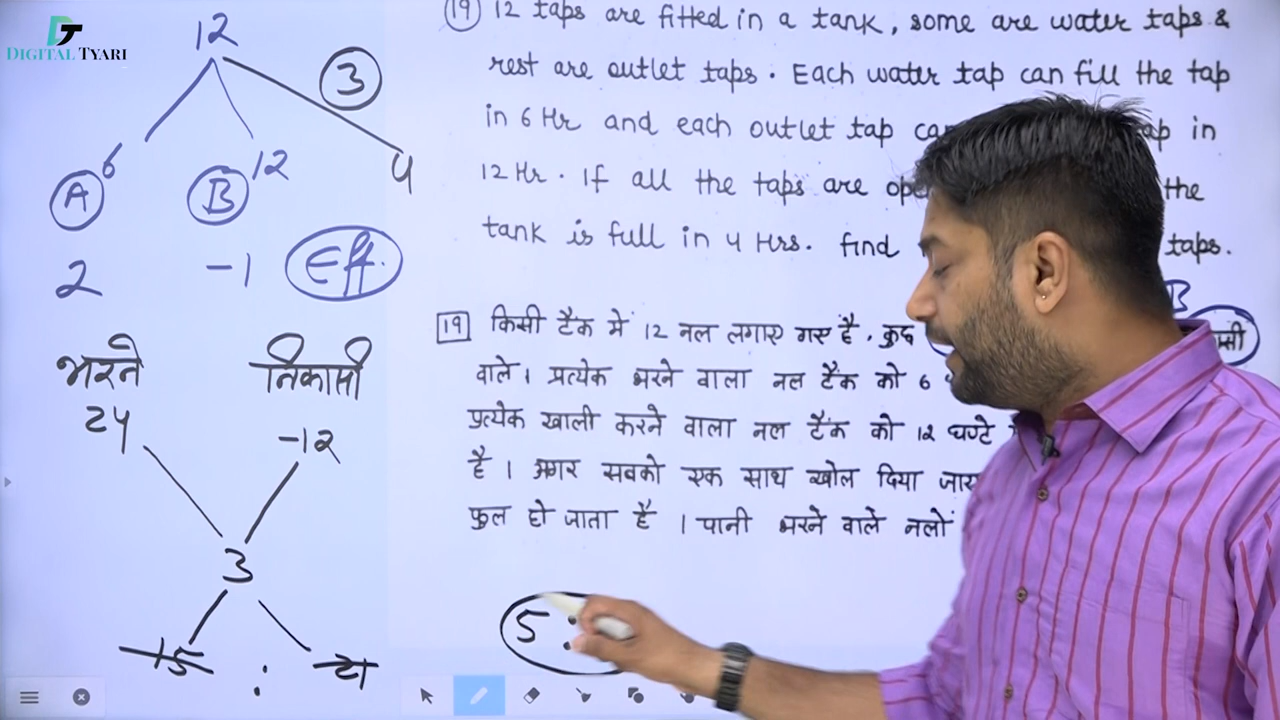 DIGITAL TYARI
12
3
6
12
4
A
B
2
-1
Eff.
भरने
निकासी
24
-12
3
15 : 21
19 12 taps are fitted in a tank, some are water taps &
rest are outlet taps. Each water tap can fill the tap
in 6 Hr and each outlet tap in
12 Hr. If all the taps are the
tank is full in 4 Hrs. find taps.
B
19 किसी टैंक में 12 नल लगाए गए है, कुछ
वाले। प्रत्येक भरने वाला नल टैंक को 6
प्रत्येक खाली करने वाला नल टैंक को 12 घण्टे
है। अगर सबको एक साथ खोल दिया
फुल हो जाता है। पानी भरने वाले नलों
5 :